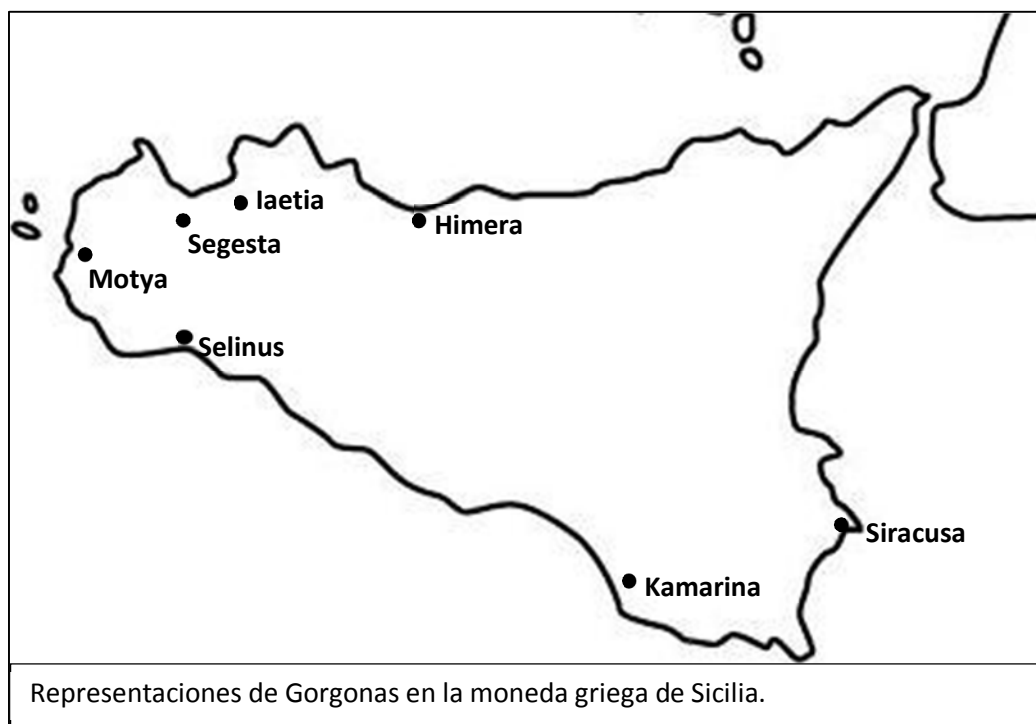 Iaetia
Segesta
Himera
Motya
Selinus
Siracusa
Kamarina
Representaciones de Gorgonas en la moneda griega de Sicilia.